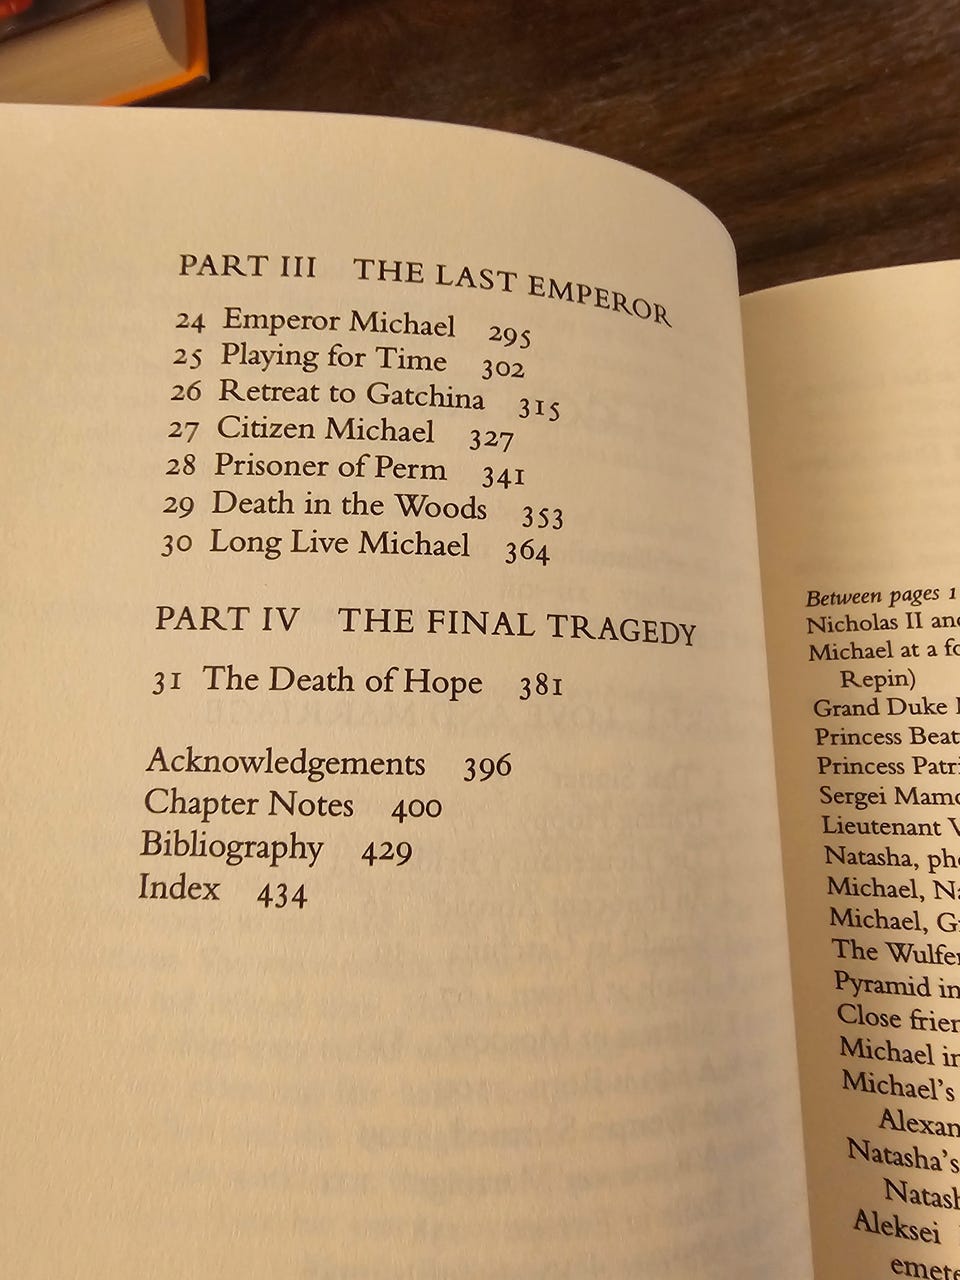 PART III THE LAST EMPEROR
24 Emperor Michael 295
25 Playing for Time 302
26 Retreat to Gatchina 315
27 Citizen Michael 327
28 Prisoner of Perm 341
29 Death in the Woods 353
30 Long Live Michael 364
PART IV THE FINAL TRAGEDY
31 The Death of Hope 381
Acknowledgements 396
Chapter Notes 400
Bibliography 429
Index 434
Between pages
Nicholas II
Michael at a
Repin)
Grand Duke
Princess
Princess
Sergei
Lieutenant
Natasha,
Michael,
Michael,
The
Pyramid in
Close
Michael
Michael's
Natasha's
Aleksei